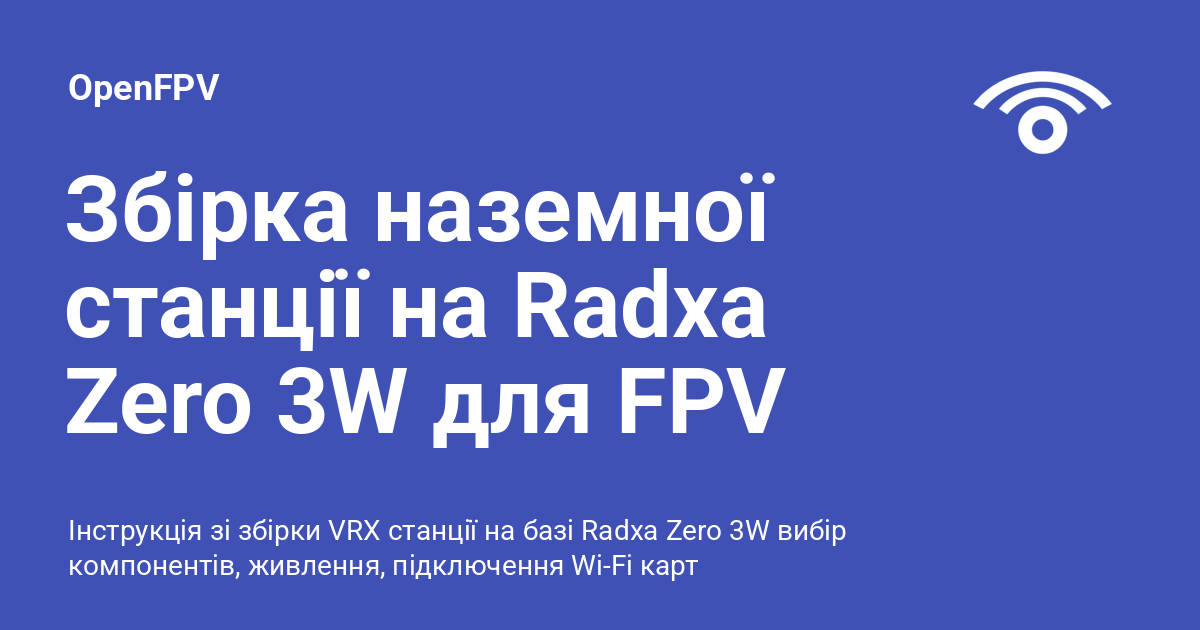 OpenFPV
Збірка наземної
станції на Radxa
Zero 3W для FPV
Інструкція зі збірки VRX станції на базі Radxa Zero 3W вибір
компонентів, живлення, підключення Wi-Fi карт